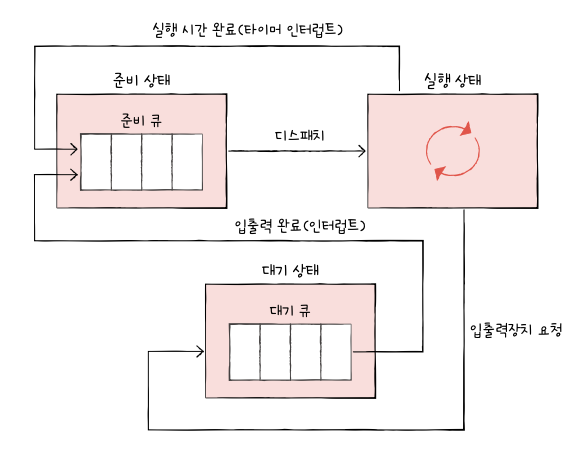 실행 시간 완료(타이머 인터럽트)
준비 상태
실행 상태
준비 큐
디스패치
입출력 완료(인터럽트)
대기 상태
대기 큐
입출력장치 요청